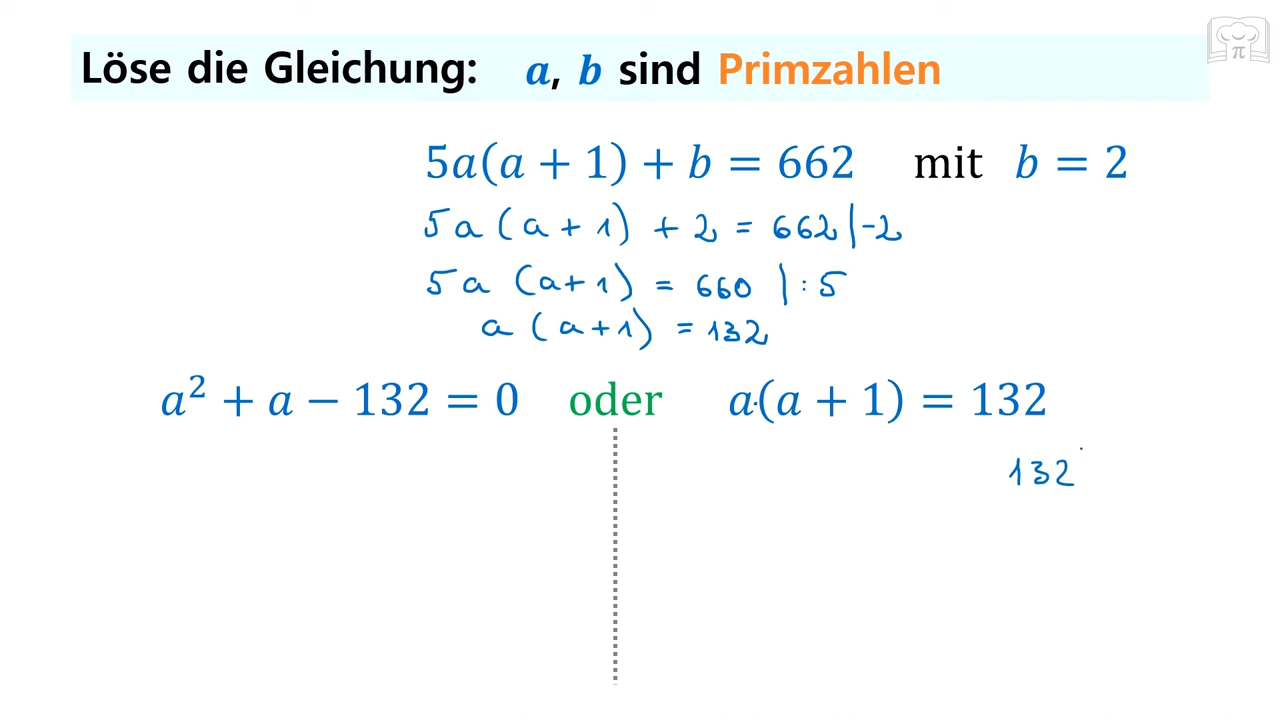 Löse die Gleichung: a, b sind Primzahlen
5a(a + 1) + b = 662 mit b = 2
5a (a + 1) + 2 = 662 | -2
5a (a+1) = 660 | : 5
a (a+1) = 132
a² + a − 132 = 0 oder a·(a + 1) = 132
132
π